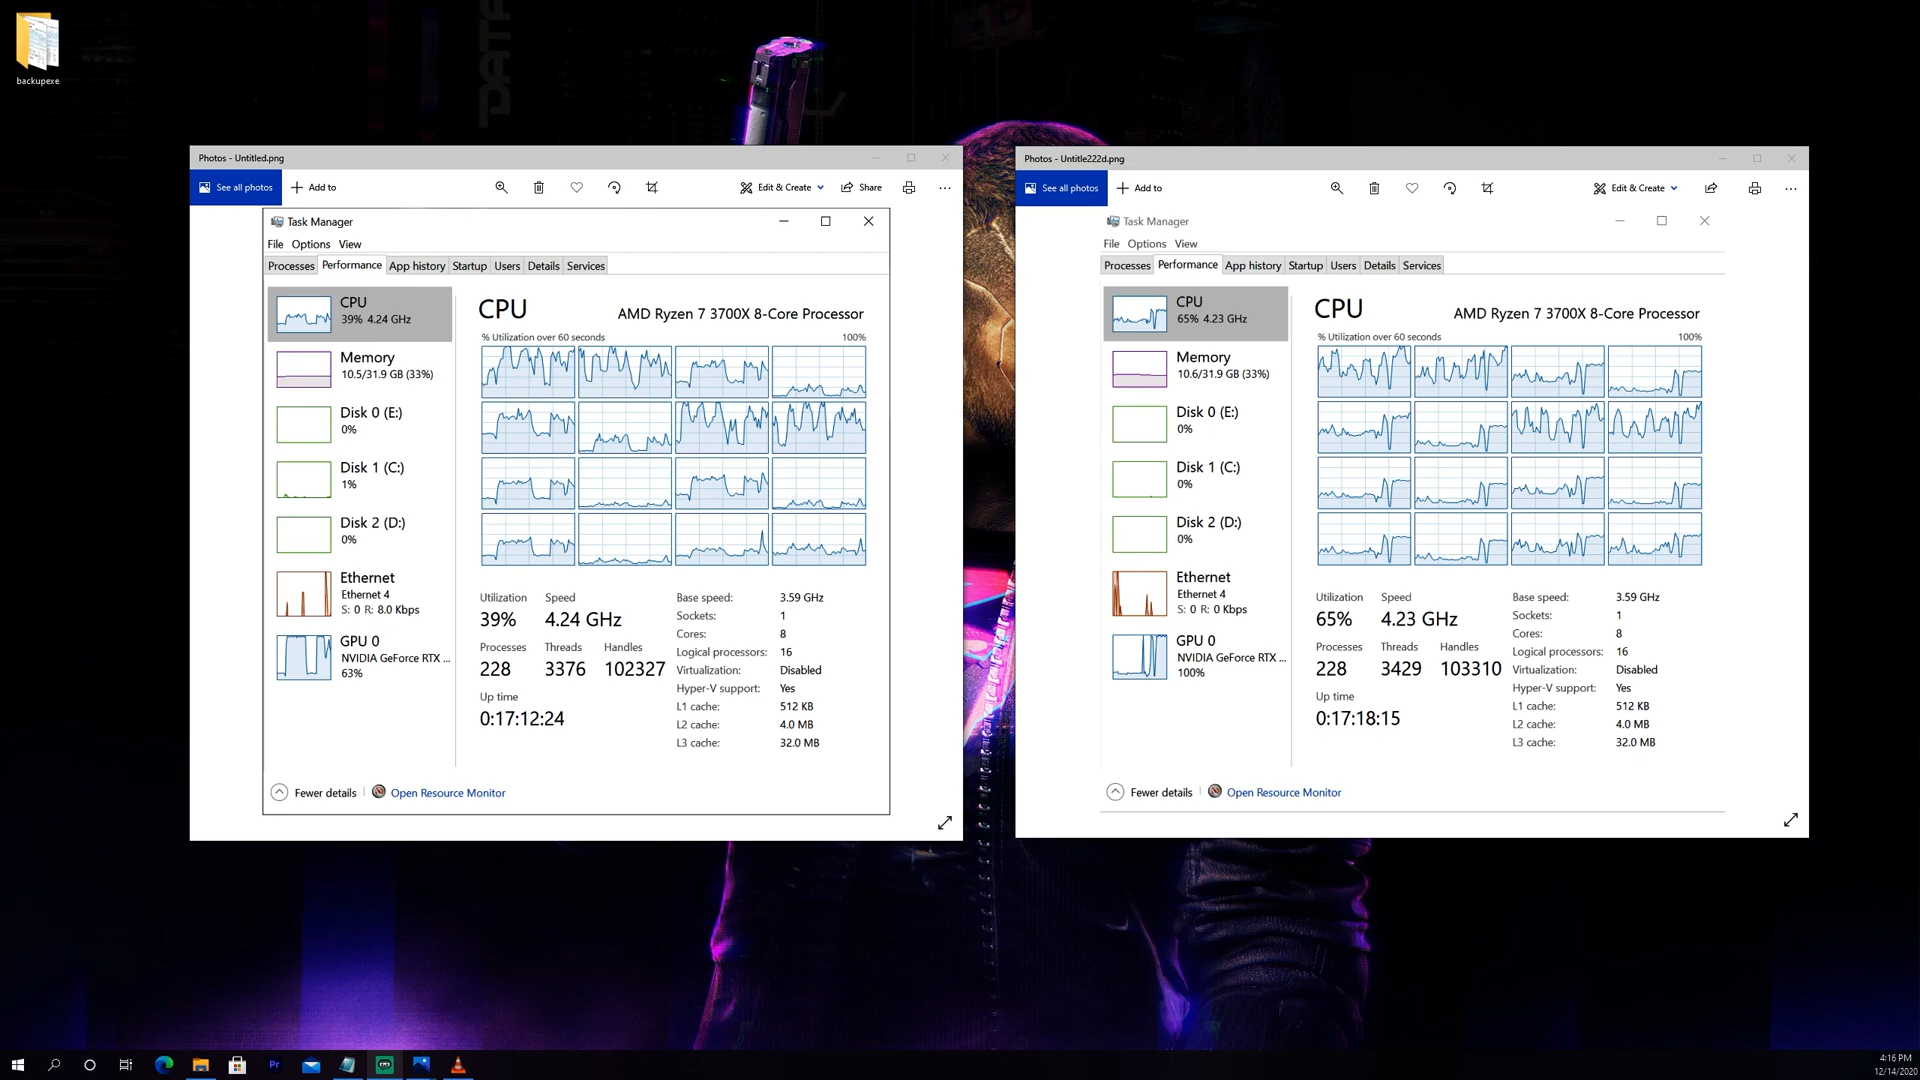 DATA
backupexe
Photos - Untitled.png
See all photos
Add to
Edit & Create
Share
Task Manager
File Options View
Processes Performance App history Startup Users Details Services
CPU
39% 4.24 GHz
Memory
10.5/31.9 GB (33%)
Disk 0 (E:)
0%
Disk 1 (C:)
1%
Disk 2 (D:)
0%
Ethernet
Ethernet 4
S: 0 R: 8.0 Kbps
GPU 0
NVIDIA GeForce RTX ...
63%
CPU
AMD Ryzen 7 3700X 8-Core Processor
% Utilization over 60 seconds 100%
Utilization Speed
39% 4.24 GHz
Processes Threads Handles
228 3376 102327
Up time
0:17:12:24
Base speed: 3.59 GHz
Sockets: 1
Cores: 8
Logical processors: 16
Virtualization: Disabled
Hyper-V support: Yes
L1 cache: 512 KB
L2 cache: 4.0 MB
L3 cache: 32.0 MB
Fewer details Open Resource Monitor
Photos - Untitle222d.png
See all photos
Add to
Edit & Create
Task Manager
File Options View
Processes Performance App history Startup Users Details Services
CPU
65% 4.23 GHz
Memory
10.6/31.9 GB (33%)
Disk 0 (E:)
0%
Disk 1 (C:)
0%
Disk 2 (D:)
0%
Ethernet
Ethernet 4
S: 0 R: 0 Kbps
GPU 0
NVIDIA GeForce RTX ...
100%
CPU
AMD Ryzen 7 3700X 8-Core Processor
% Utilization over 60 seconds 100%
Utilization Speed
65% 4.23 GHz
Processes Threads Handles
228 3429 103310
Up time
0:17:18:15
Base speed: 3.59 GHz
Sockets: 1
Cores: 8
Logical processors: 16
Virtualization: Disabled
Hyper-V support: Yes
L1 cache: 512 KB
L2 cache: 4.0 MB
L3 cache: 32.0 MB
Fewer details Open Resource Monitor
Pr
4:16 PM
12/14/2020